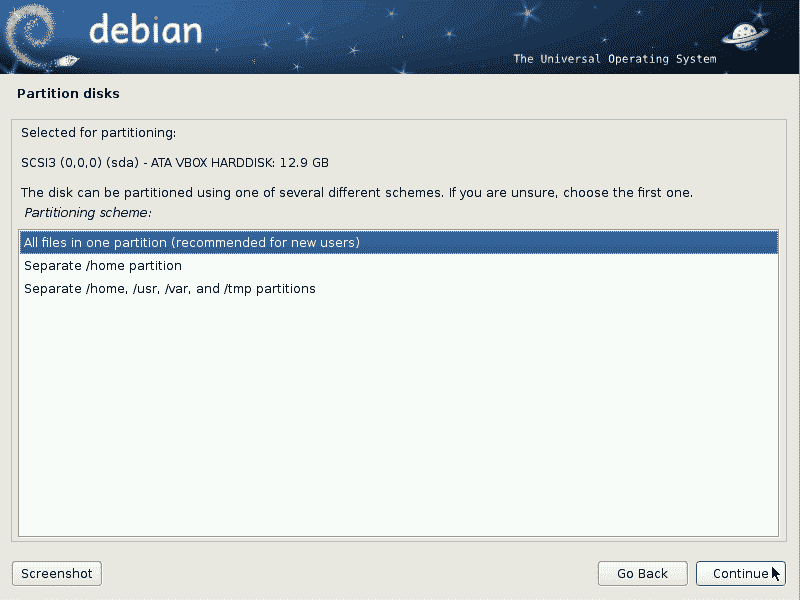 debian
The Universal Operating System
Partition disks
Selected for partitioning:
SCSI3 (0,0,0) (sda) - ATA VBOX HARDDISK: 12.9 GB
The disk can be partitioned using one of several different schemes. If you are unsure, choose the first one.
Partitioning scheme:
All files in one partition (recommended for new users)
Separate /home partition
Separate /home, /usr, /var, and /tmp partitions
Screenshot
Go Back
Continue